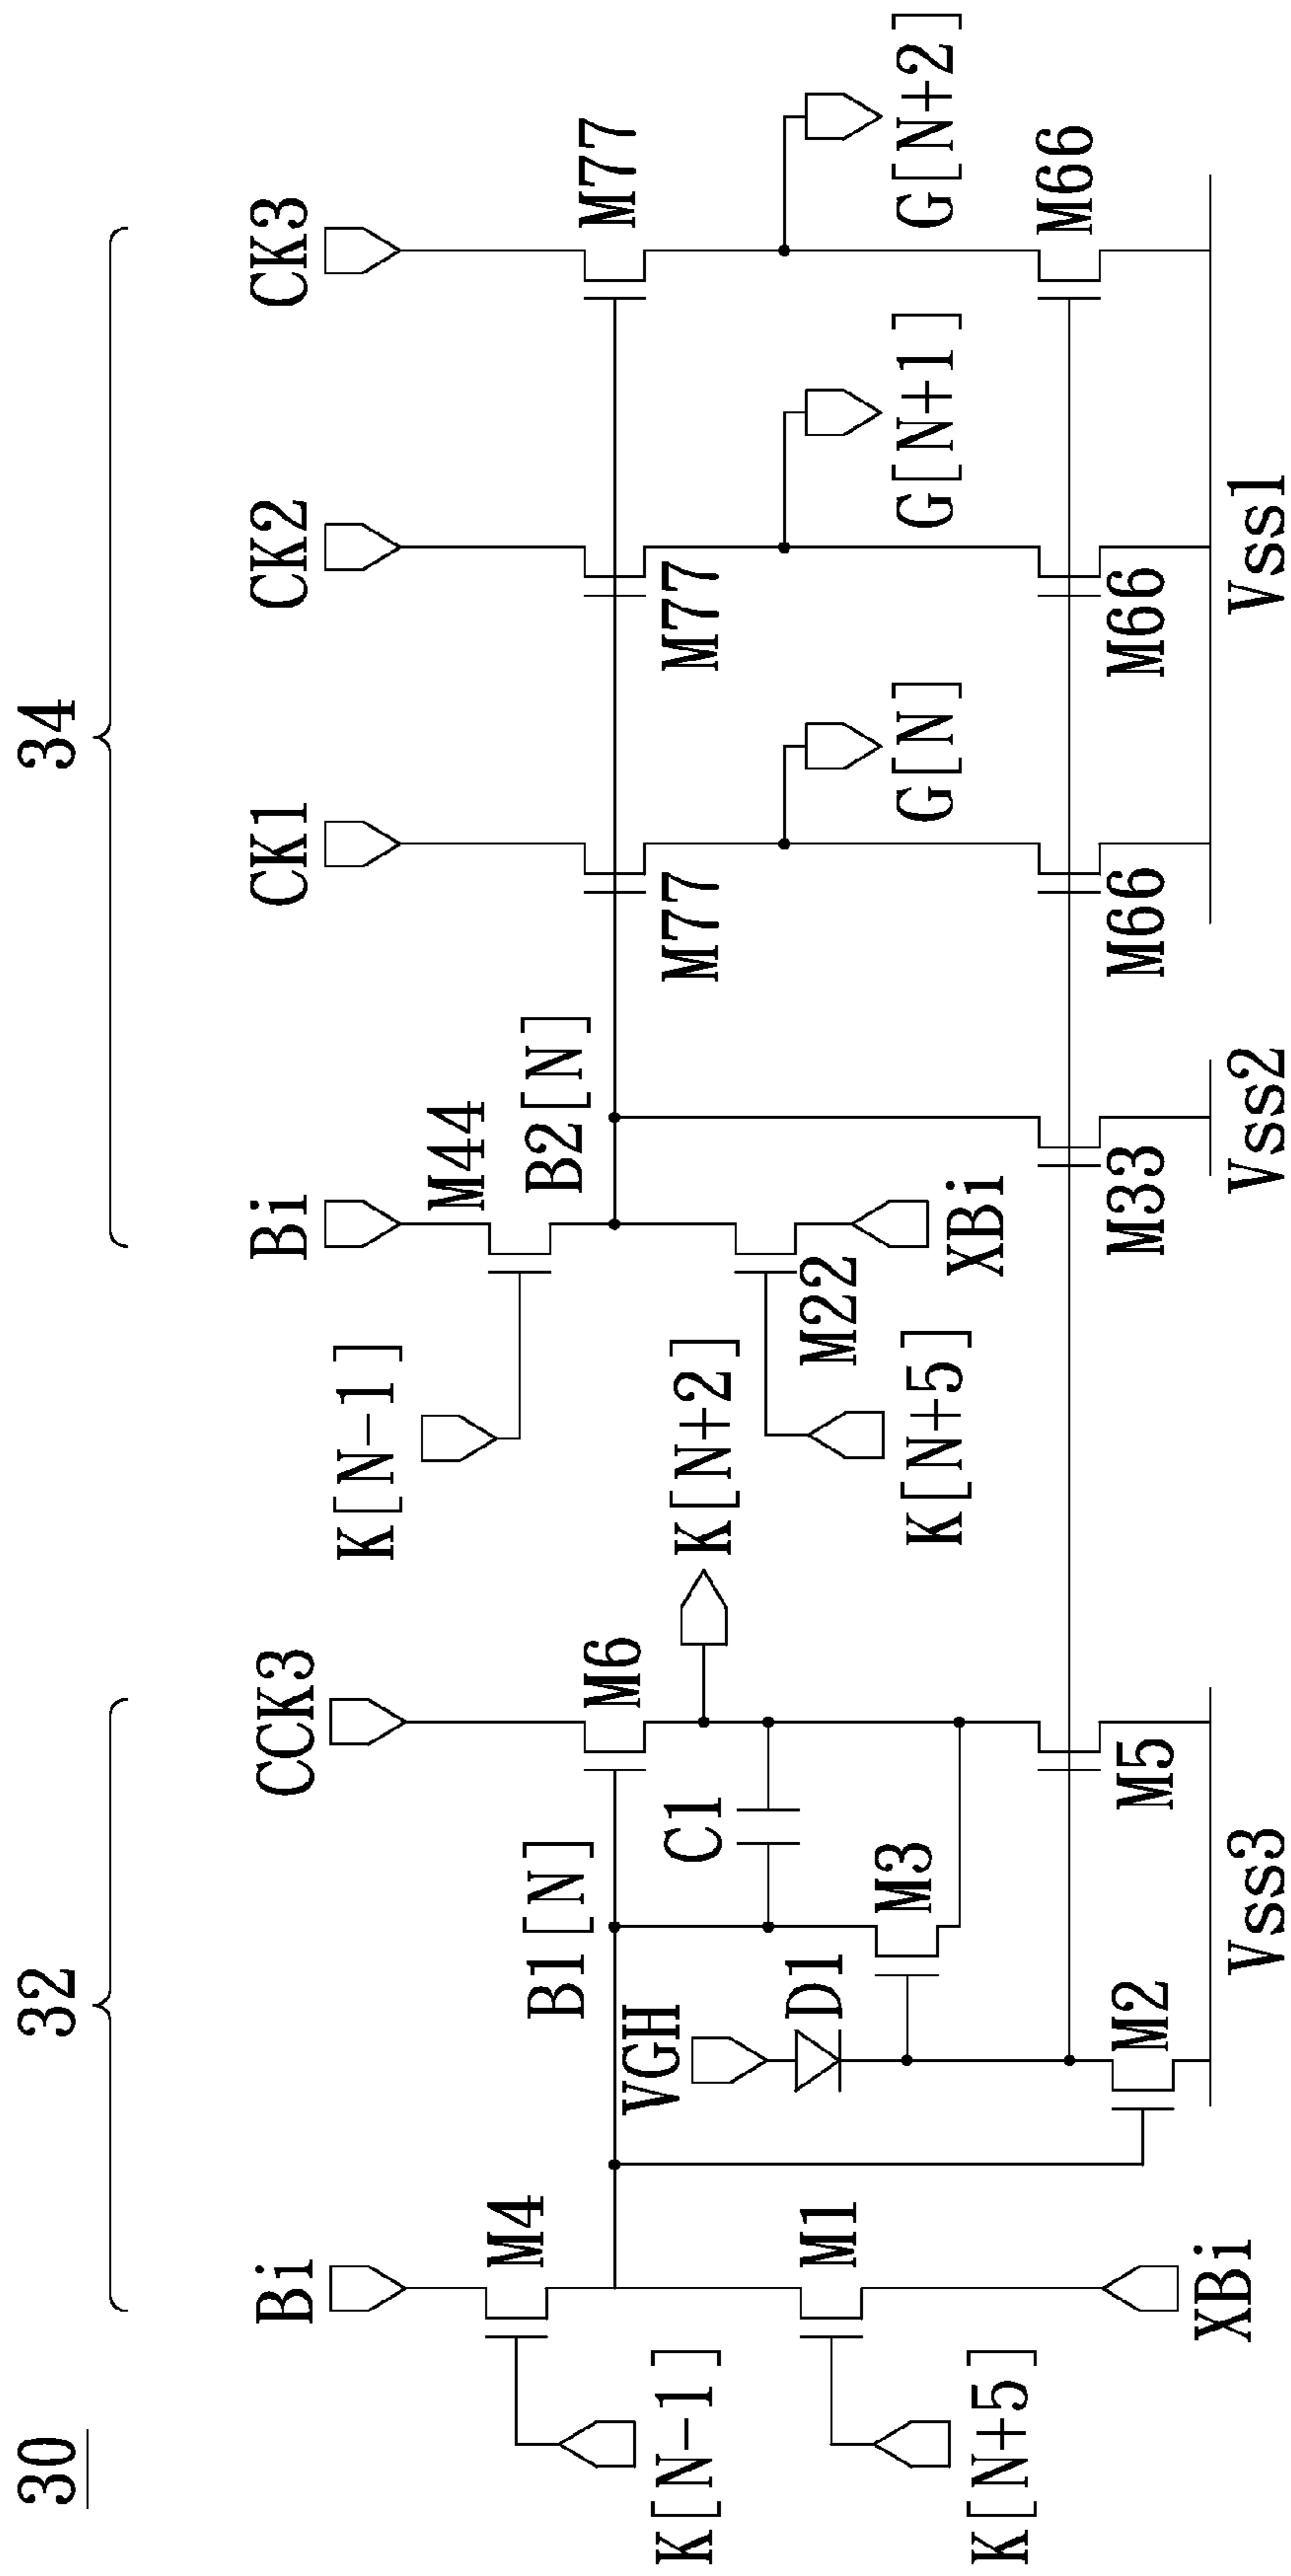 30
32
34
Bi
CCK3
Bi
CK1
CK2
CK3
K[N-1]
M4
B1[N]
M6
K[N-1]
M44
B2[N]
M77
M77
M77
VGH
C1
K[N+2]
K[N+5]
M1
D1
M3
K[N+5]
M22
XBi
G[N]
G[N+1]
G[N+2]
XBi
M2
M5
M33
M66
M66
M66
Vss3
Vss2
Vss1